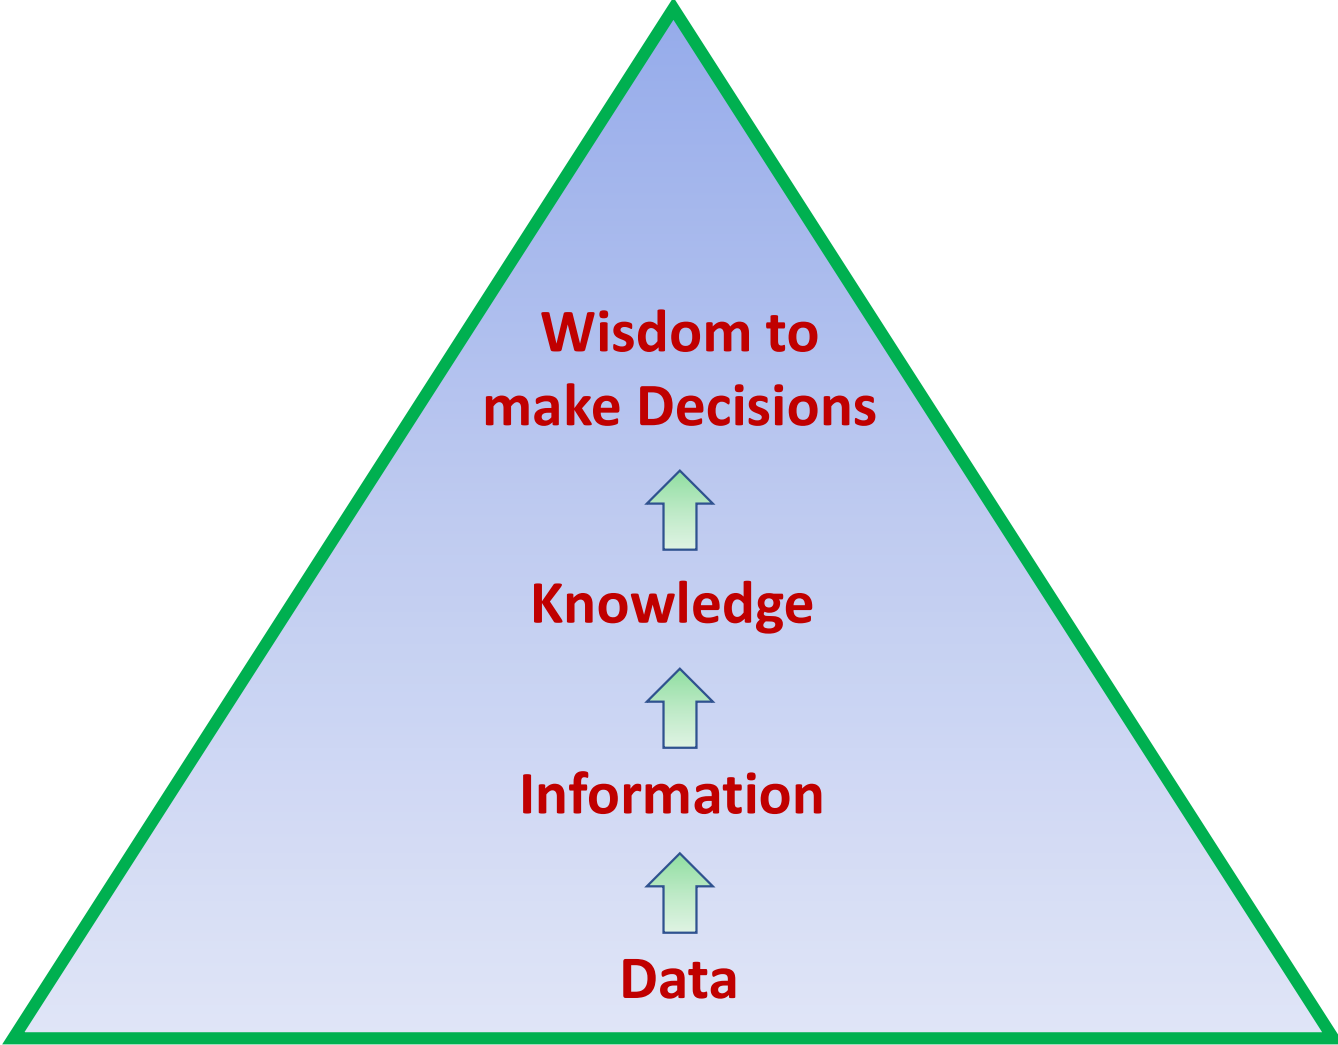 Wisdom to
make Decisions
Knowledge
Information
Data